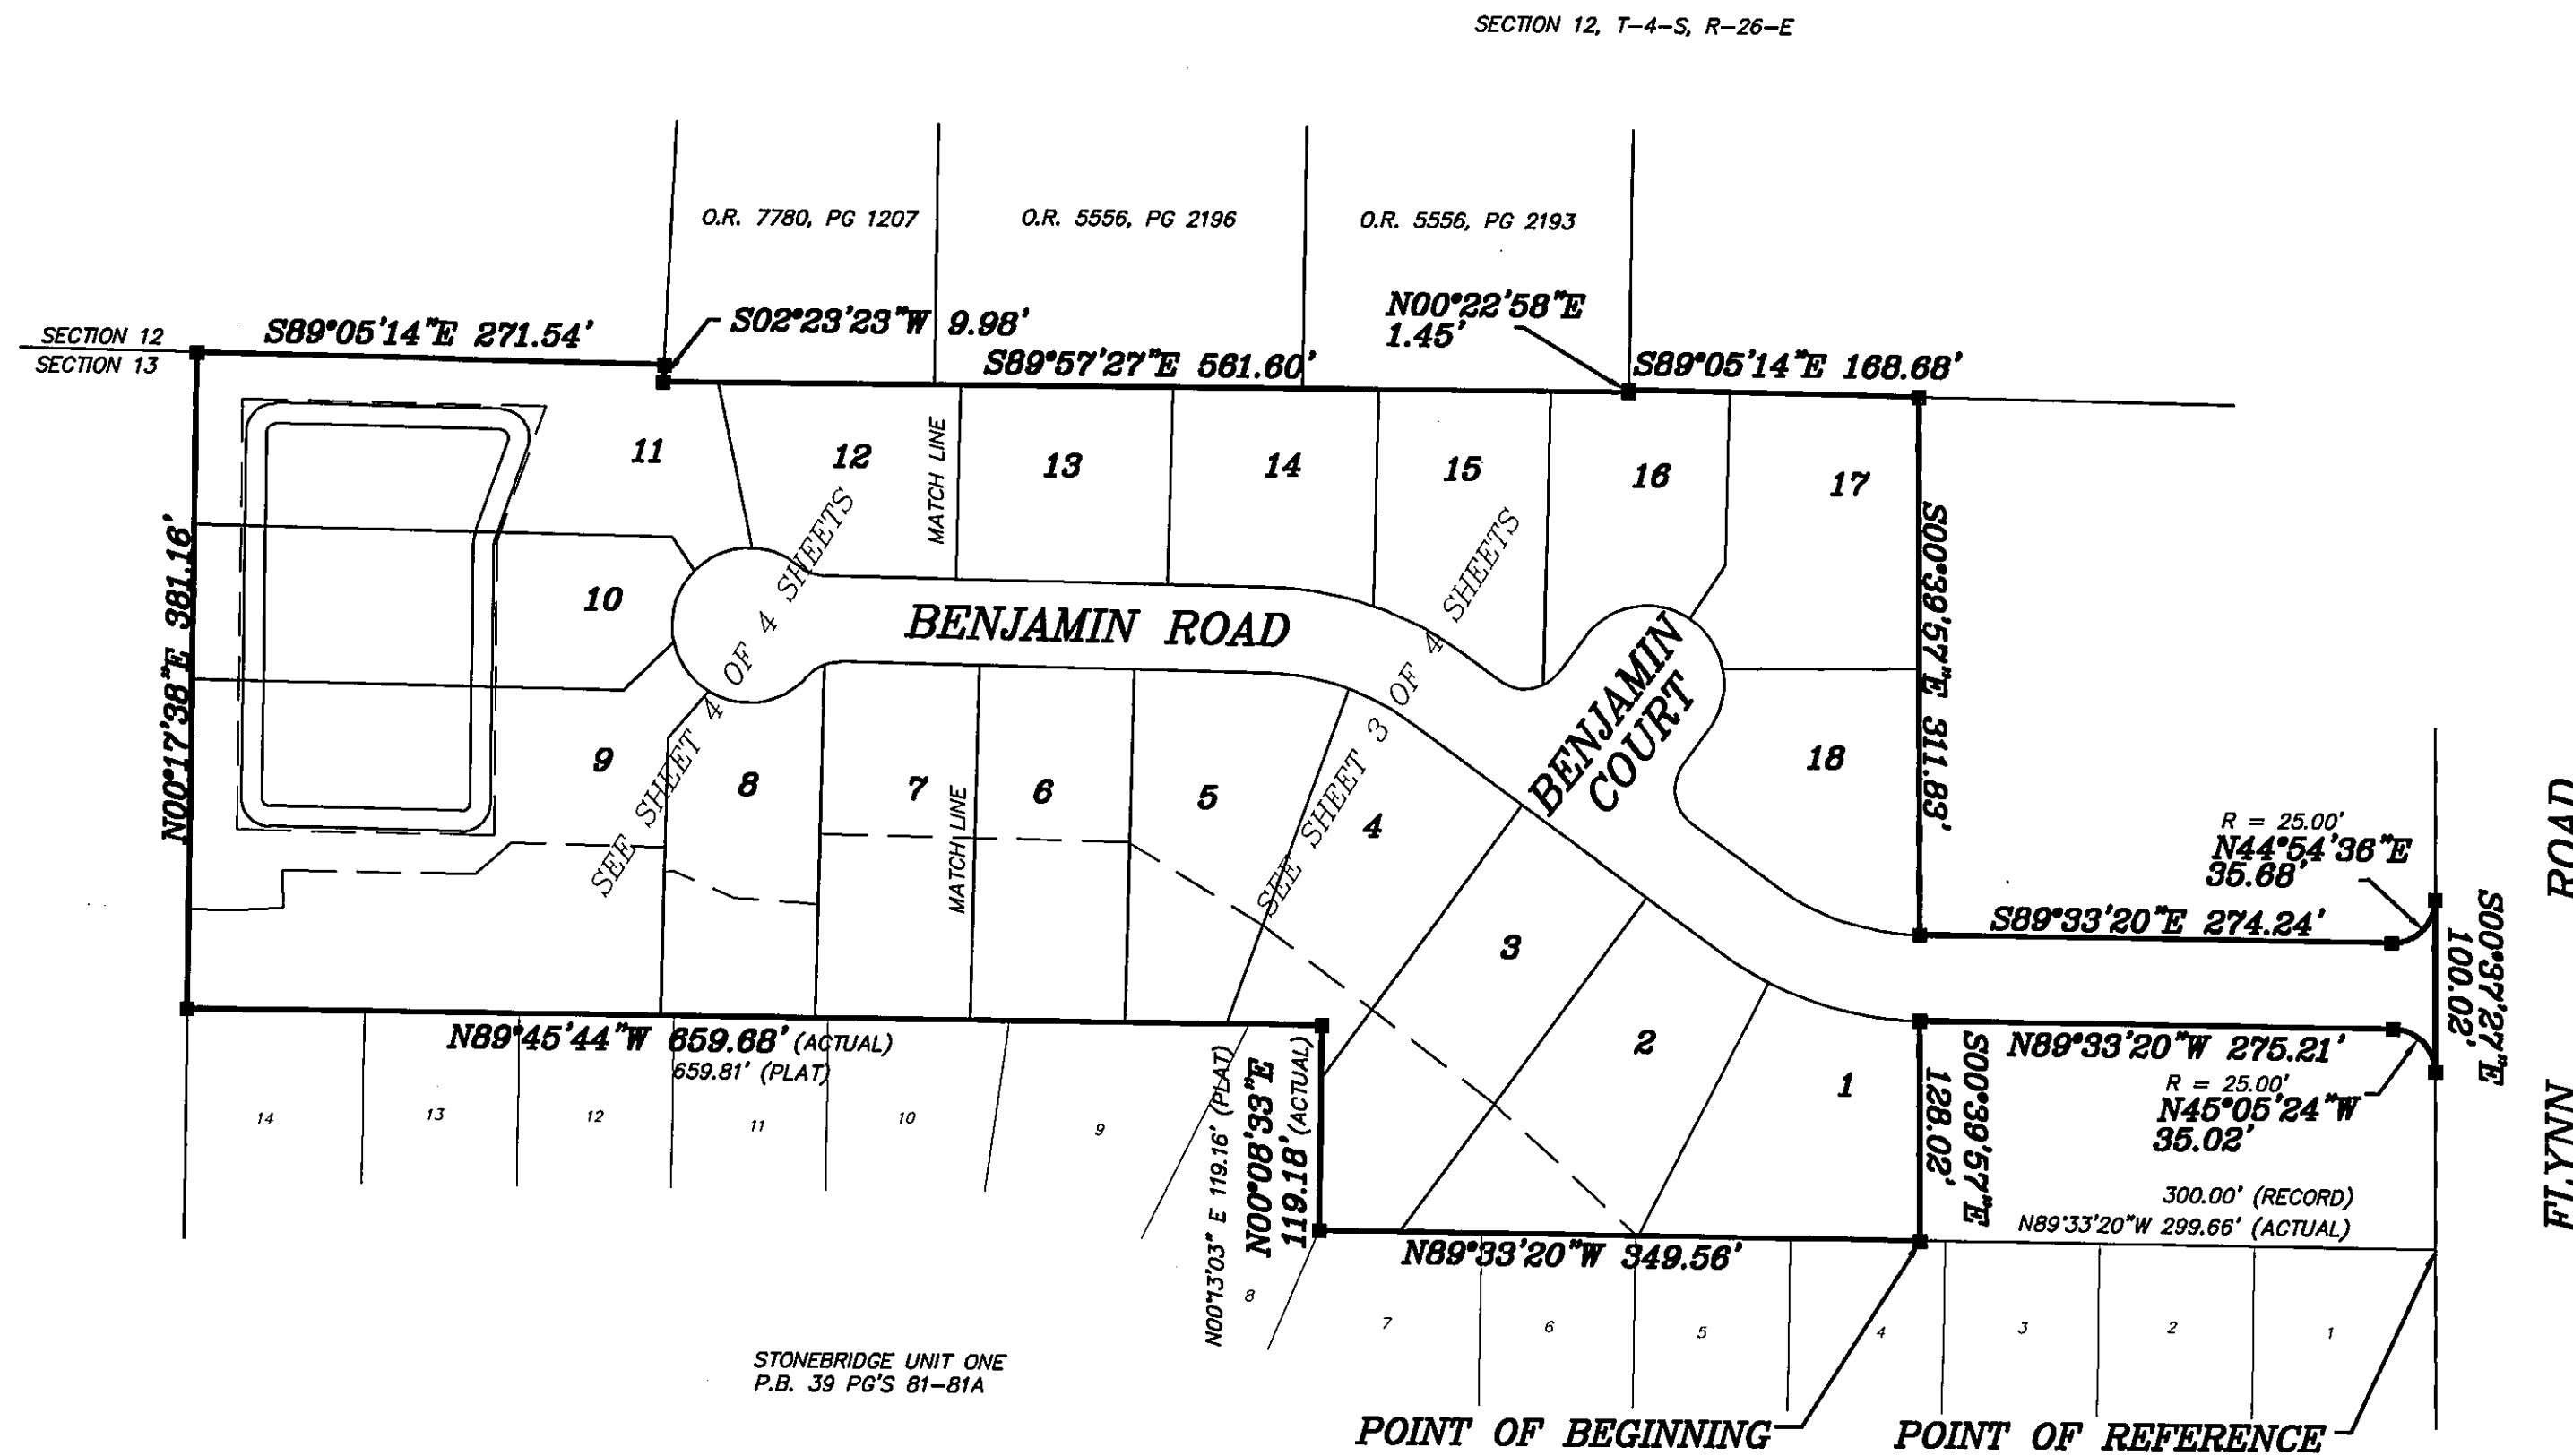 SECTION 12, T-4-S, R-26-E
O.R. 7780, PG 1207
O.R. 5556, PG 2196
O.R. 5556, PG 2193
SECTION 12
SECTION 13
S89°05'14"E 271.54'
S02°23'23"W 9.98'
S89°57'27"E 561.60'
N00°22'58"E
1.45'
S89°05'14"E 168.68'
11
12
MATCH LINE
13
14
15
16
17
N00°17'38"E 381.16'
10
BENJAMIN ROAD
SEE SHEET 4 OF 4 SHEETS
SEE SHEET 3 OF 4 SHEETS
BENJAMIN
COURT
S00°39'57"E 311.83'
9
8
7
MATCH LINE
6
5
4
3
2
1
18
R = 25.00'
N44°54'36"E
35.68'
S89°33'20"E 274.24'
S00°37'27"E
100.02'
FLYNN ROAD
N89°45'44"W 659.68' (ACTUAL)
659.81' (PLAT)
N89°33'20"W 275.21'
R = 25.00'
N45°05'24"W
35.02'
S00°39'57"E
128.02'
300.00' (RECORD)
N89°33'20"W 299.66' (ACTUAL)
N00°13'03" E 119.16' (PLAT)
N00°08'33"E
119.18' (ACTUAL)
N89°33'20"W 349.56'
14
13
12
11
10
9
8
7
6
5
4
3
2
1
STONEBRIDGE UNIT ONE
P.B. 39 PG'S 81-81A
POINT OF BEGINNING
POINT OF REFERENCE